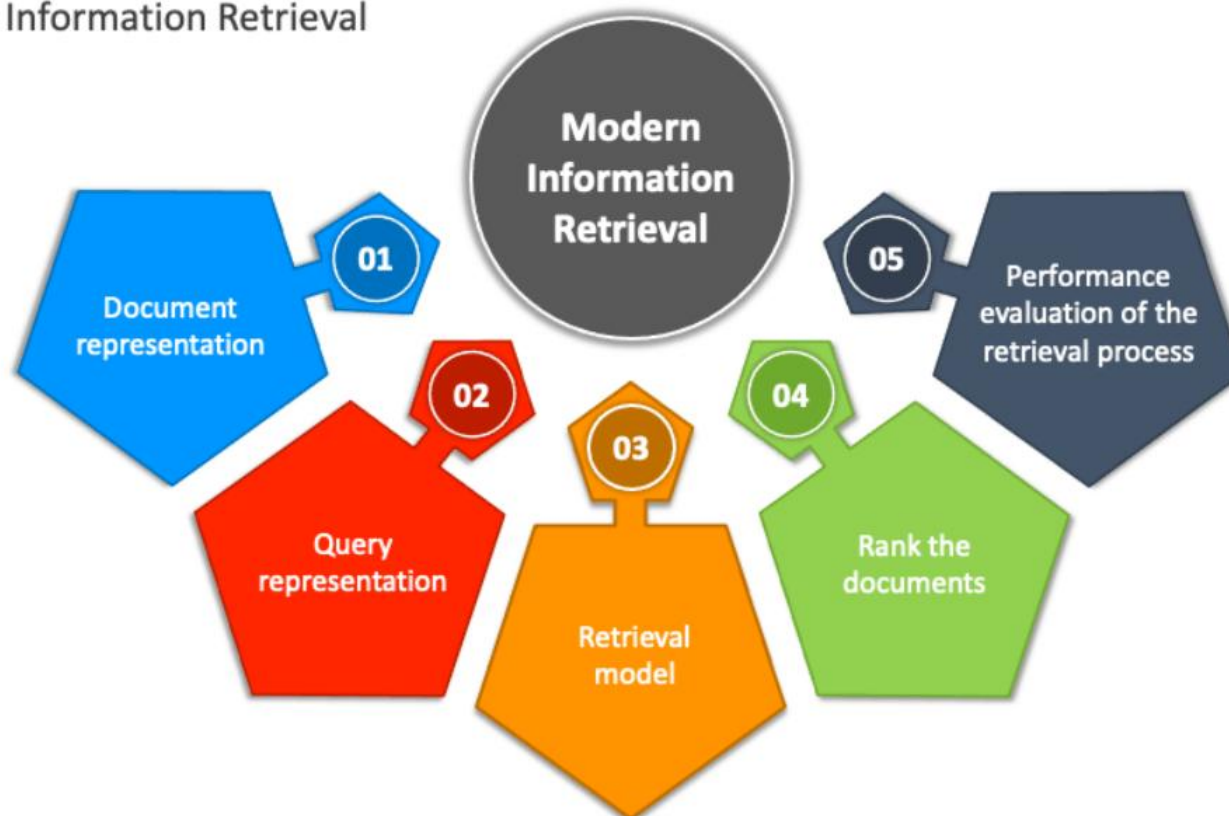 Information Retrieval
Modern
Information
Retrieval
01
Document
representation
02
Query
representation
03
Retrieval
model
04
Rank the
documents
05
Performance
evaluation of the
retrieval process